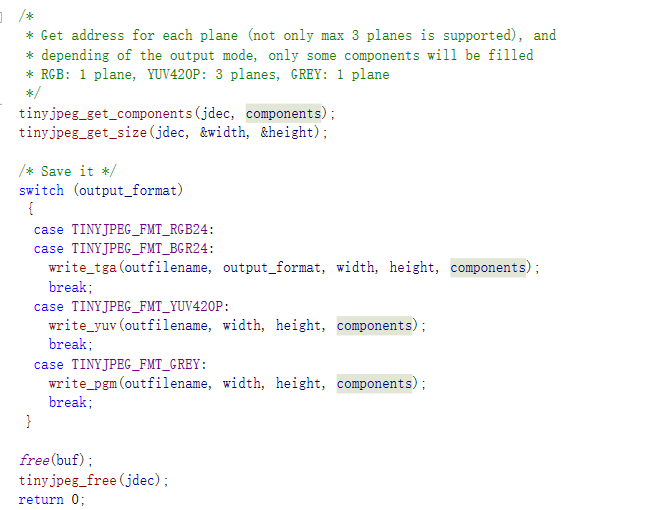 /*
 * Get address for each plane (not only max 3 planes is supported), and
 * depending of the output mode, only some components will be filled
 * RGB: 1 plane, YUV420P: 3 planes, GREY: 1 plane
 */
tinyjpeg_get_components(jdec, components);
tinyjpeg_get_size(jdec, &width, &height);

/* Save it */
switch (output_format)
 {
  case TINYJPEG_FMT_RGB24:
  case TINYJPEG_FMT_BGR24:
    write_tga(outfilename, output_format, width, height, components);
    break;
  case TINYJPEG_FMT_YUV420P:
    write_yuv(outfilename, width, height, components);
    break;
  case TINYJPEG_FMT_GREY:
    write_pgm(outfilename, width, height, components);
    break;
 }

free(buf);
tinyjpeg_free(jdec);
return 0;